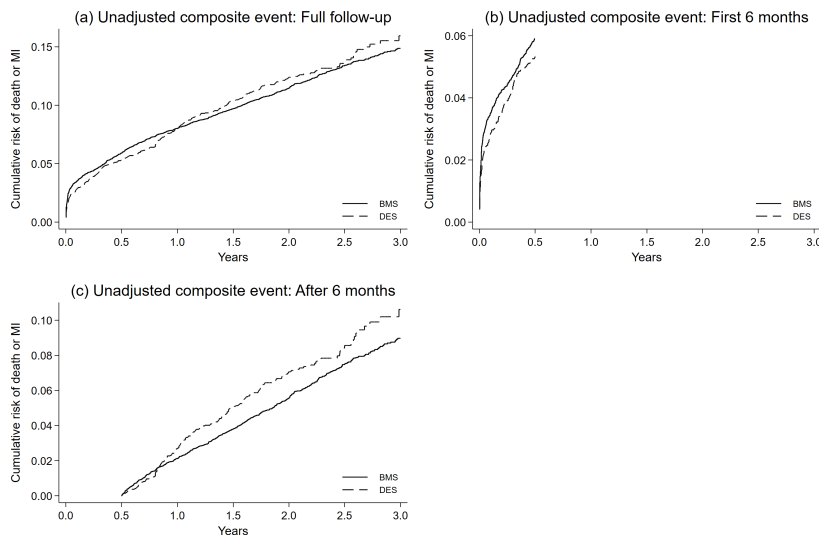 (a) Unadjusted composite event: Full follow-up
Cumulative risk of death or MI
0.15
0.10
0.05
0.00
BMS
DES
0.0 0.5 1.0 1.5 2.0 2.5 3.0
Years
(b) Unadjusted composite event: First 6 months
Cumulative risk of death or MI
0.06
0.04
0.02
0.00
BMS
DES
0.0 0.5 1.0 1.5 2.0 2.5 3.0
Years
(c) Unadjusted composite event: After 6 months
Cumulative risk of death or MI
0.10
0.08
0.06
0.04
0.02
0.00
BMS
DES
0.0 0.5 1.0 1.5 2.0 2.5 3.0
Years